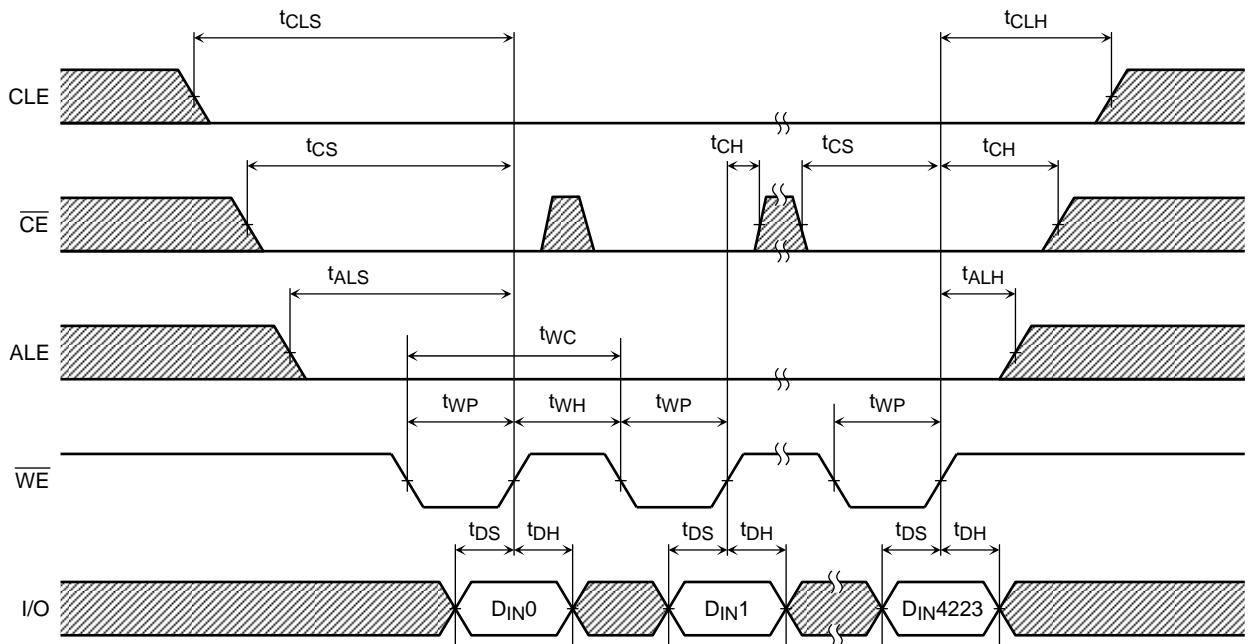 tCLS
tCLH
CLE
tCS
tCH
tCS
tCH
CE
tALS
tALH
ALE
tWC
tWP
tWH
tWP
tWP
WE
tDS
tDH
tDS
tDH
tDS
tDH
I/O
DIN0
DIN1
DIN4223